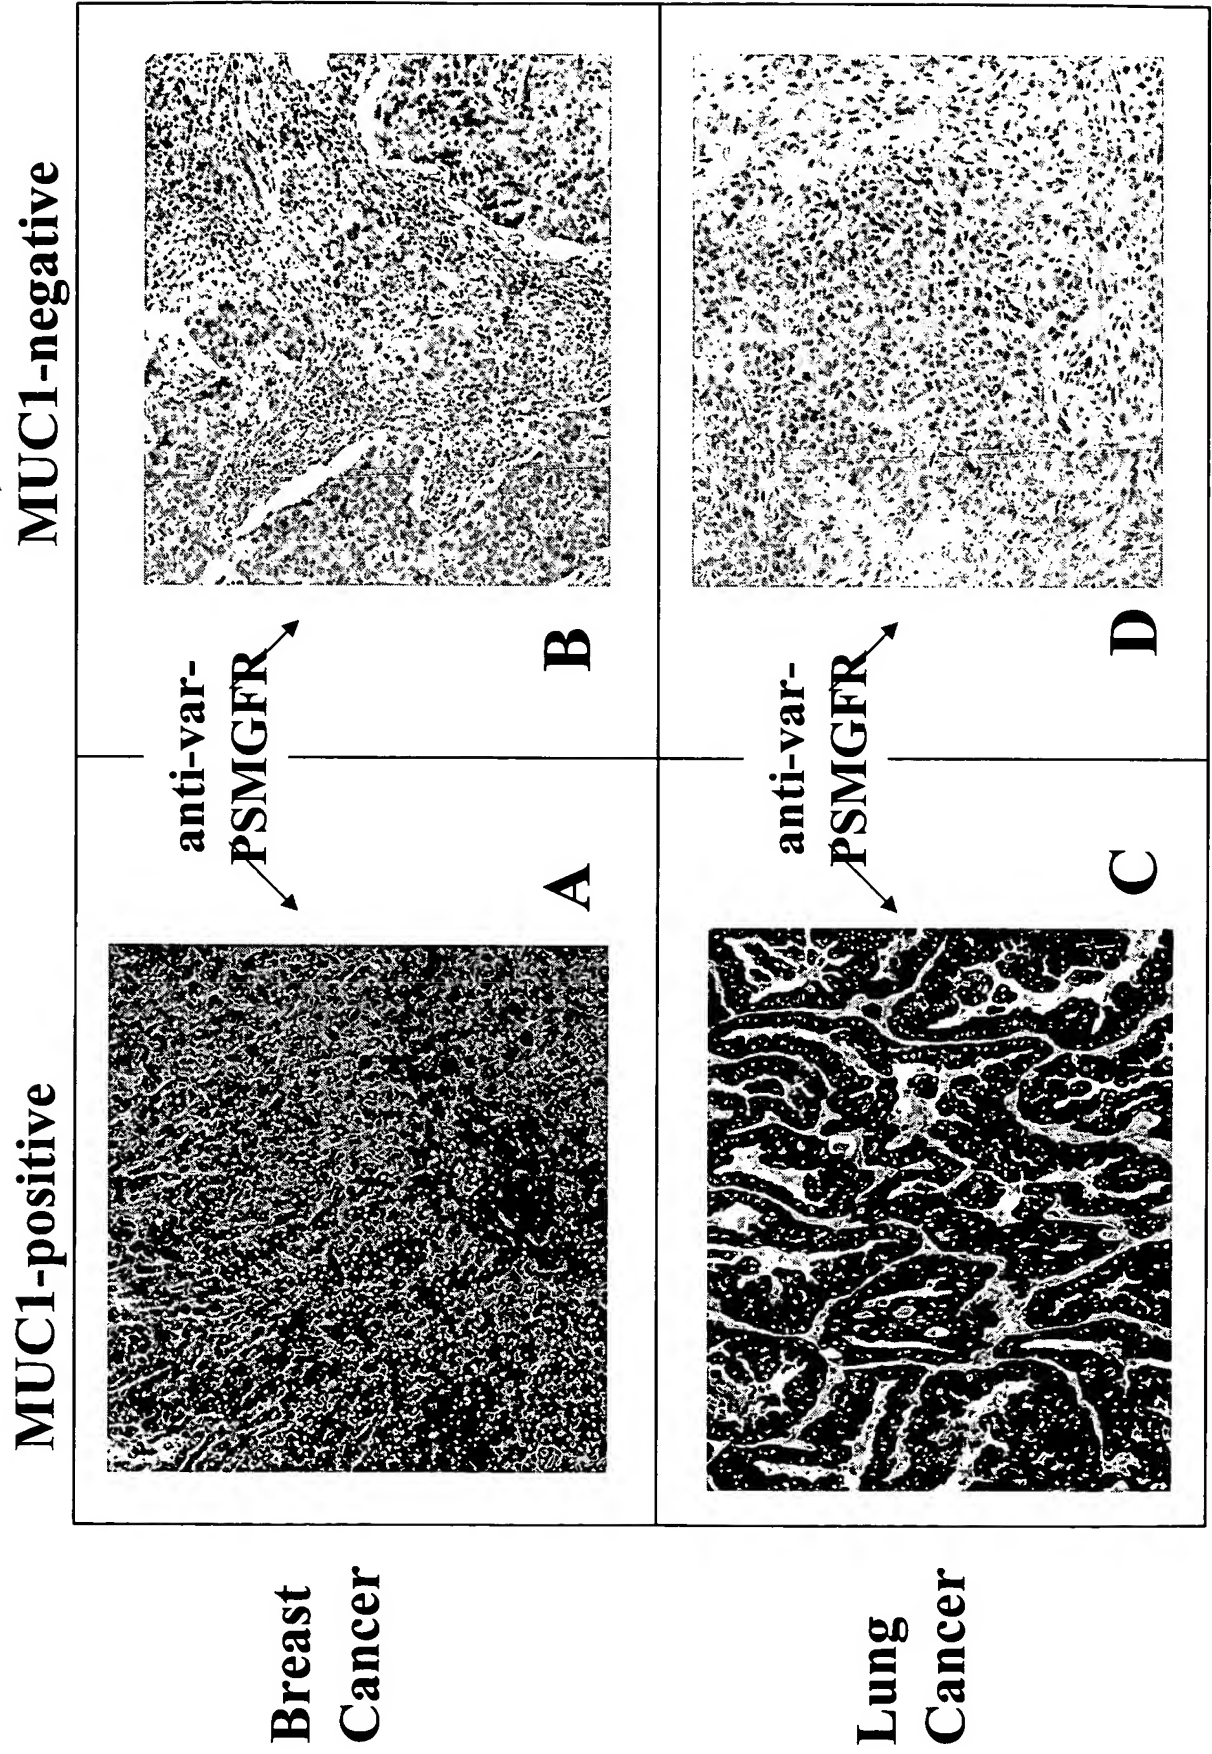 MUC1-positive
MUC1-negative
Breast
Cancer
anti-var-
PSMGFR
A
B
Lung
Cancer
anti-var-
PSMGFR
C
D